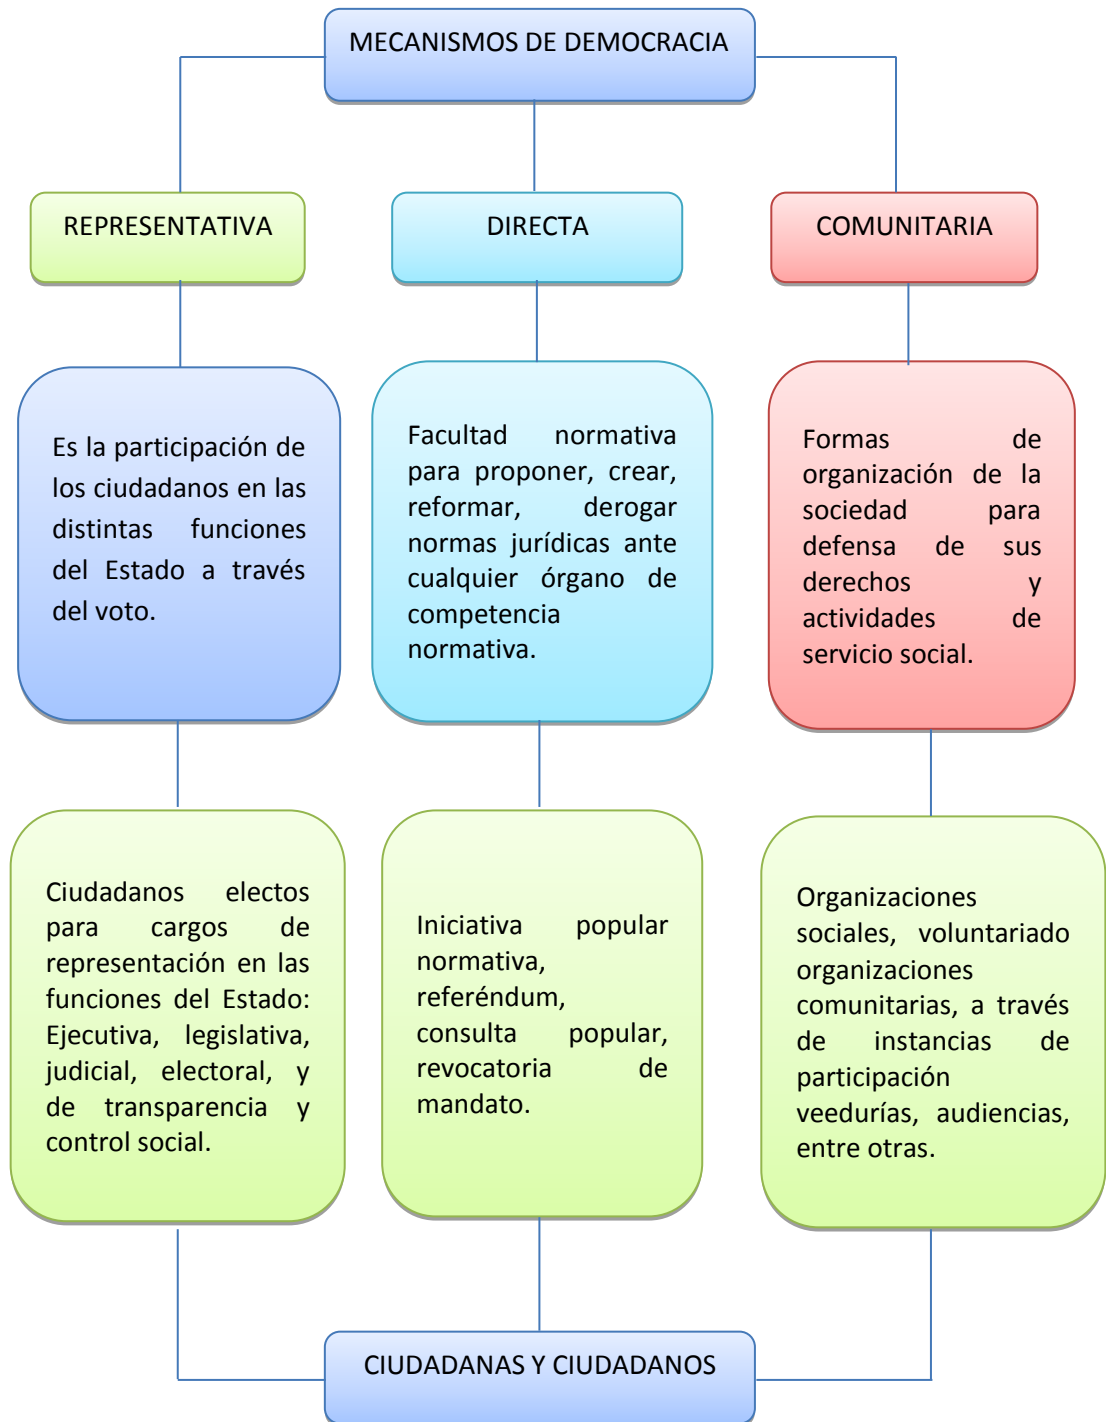 MECANISMOS DE DEMOCRACIA
REPRESENTATIVA
DIRECTA
COMUNITARIA
Es la participación de
los ciudadanos en las
distintas funciones
del Estado a través
del voto.
Facultad normativa
para proponer, crear,
reformar, derogar
normas jurídicas ante
cualquier órgano de
competencia
normativa.
Formas de
organización de la
sociedad para
defensa de sus
derechos y
actividades de
servicio social.
Ciudadanos electos
para cargos de
representación en las
funciones del Estado:
Ejecutiva, legislativa,
judicial, electoral, y
de transparencia y
control social.
Iniciativa popular
normativa,
referéndum,
consulta popular,
revocatoria de
mandato.
Organizaciones
sociales, voluntariado
organizaciones
comunitarias, a través
de instancias de
participación
veedurías, audiencias,
entre otras.
CIUDADANAS Y CIUDADANOS